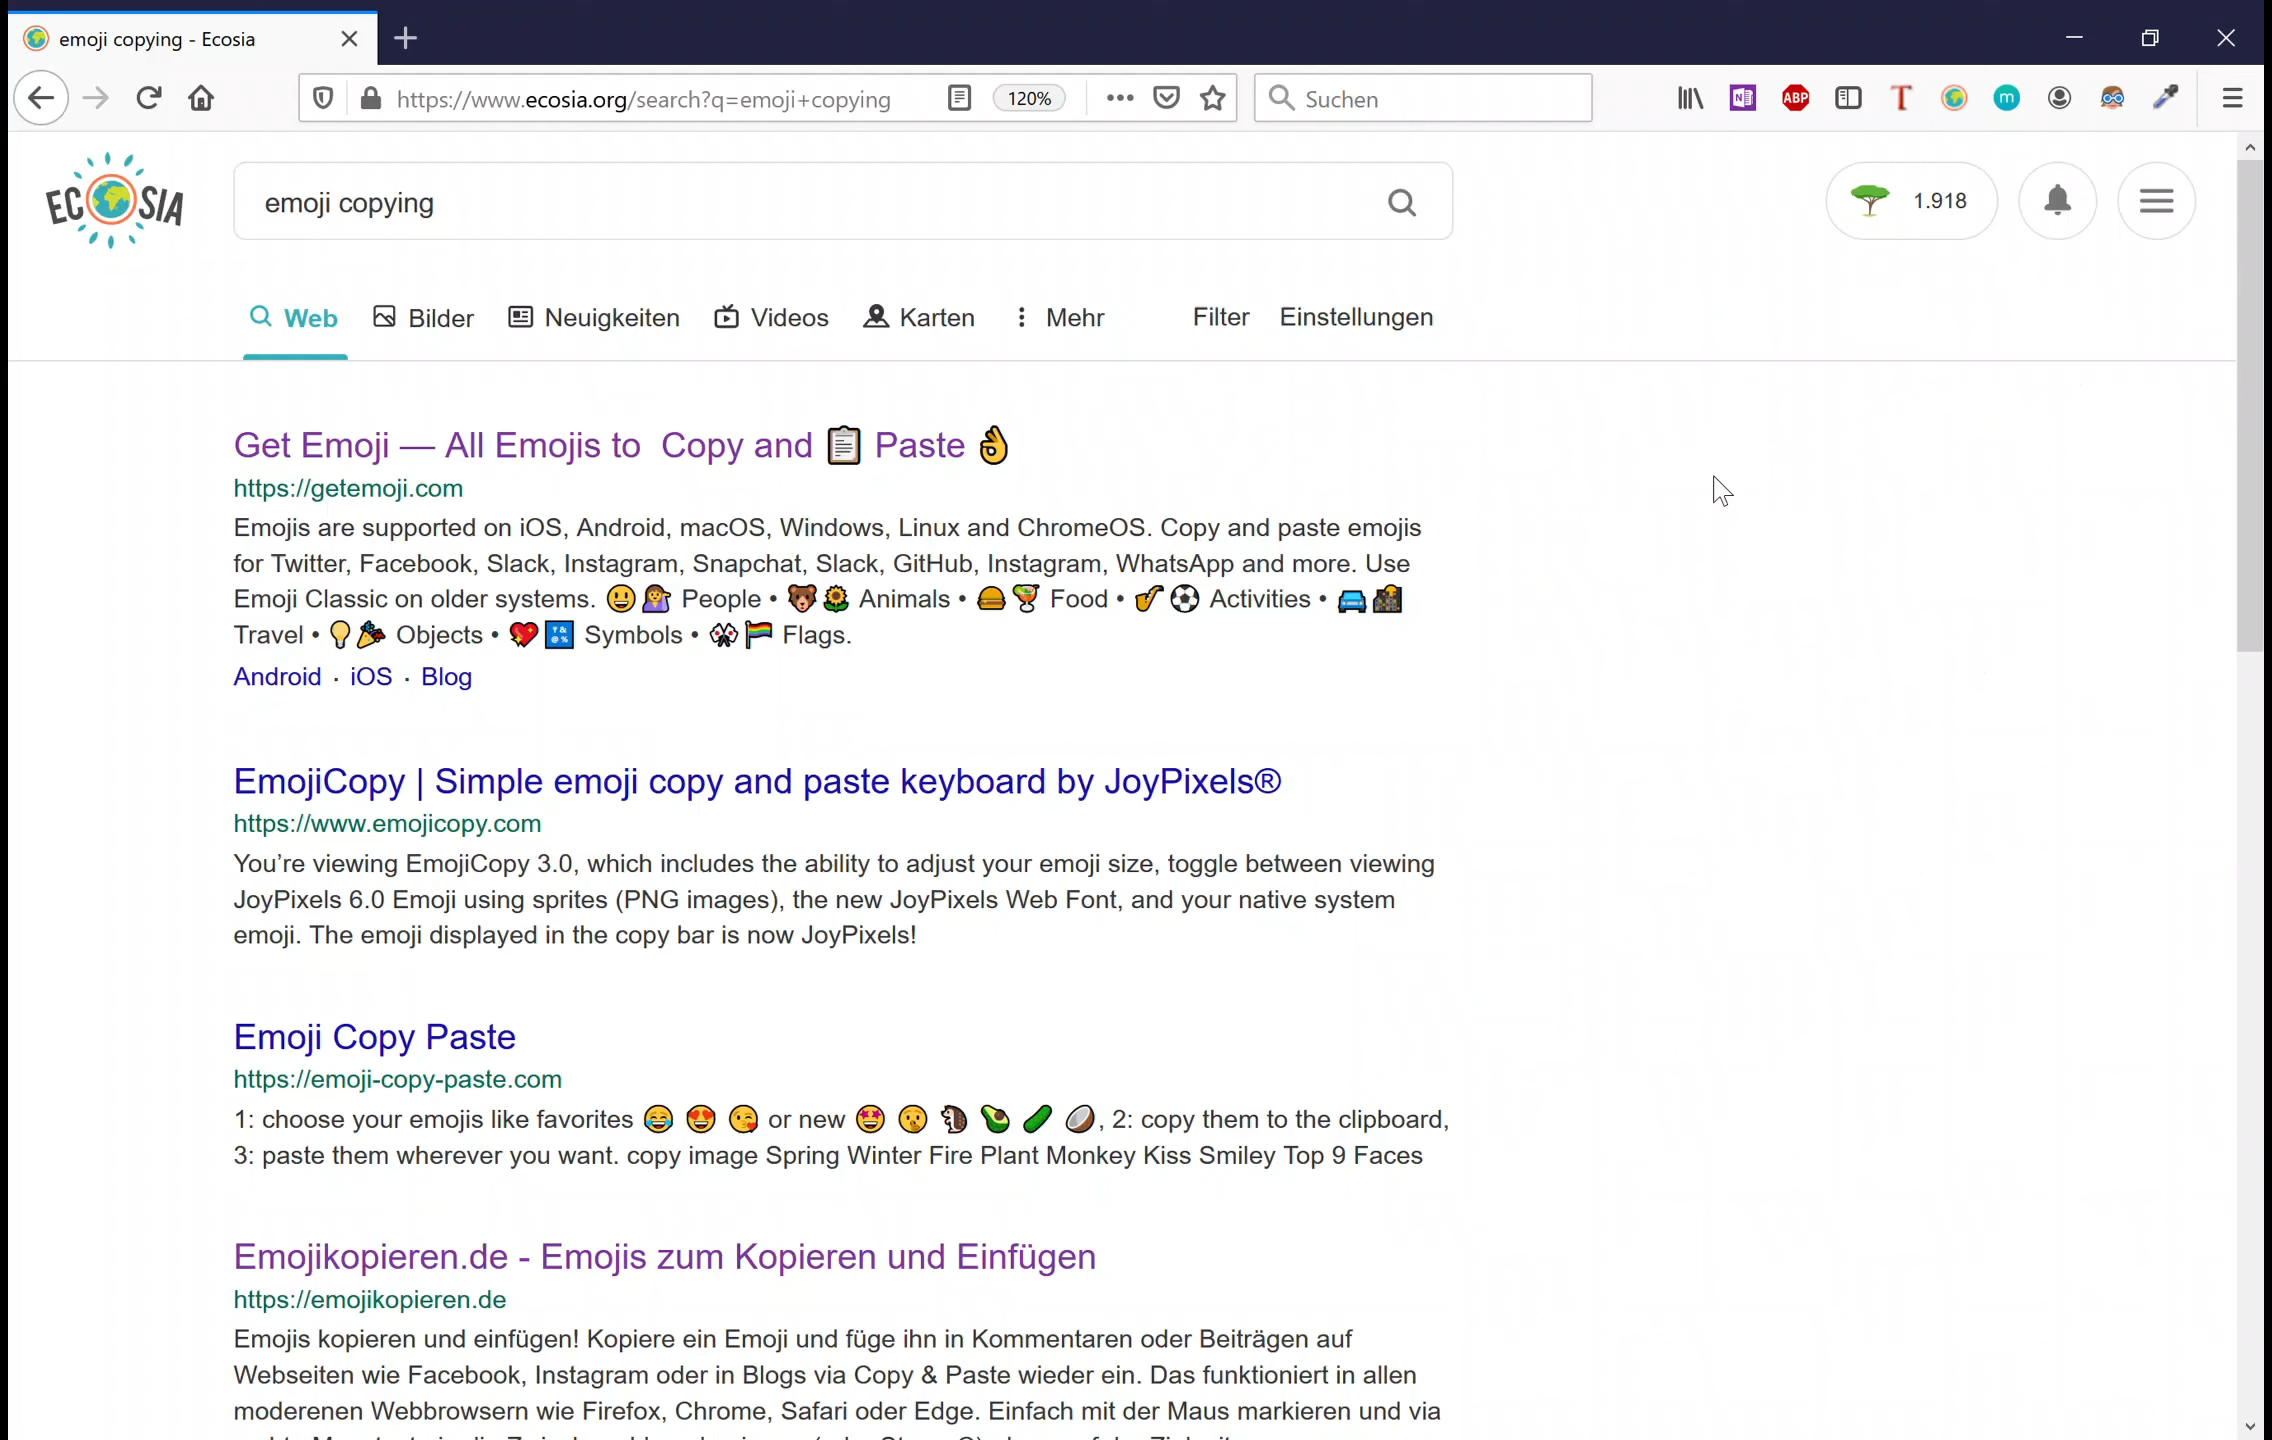 emoji copying - Ecosia
https://www.ecosia.org/search?q=emoji+copying
120%
Suchen
ABP
T
m
ECOSIA
emoji copying
1.918
Web
Bilder
Neuigkeiten
Videos
Karten
Mehr
Filter
Einstellungen
Get Emoji — All Emojis to Copy and 📋 Paste 👌
https://getemoji.com
Emojis are supported on iOS, Android, macOS, Windows, Linux and ChromeOS. Copy and paste emojis
for Twitter, Facebook, Slack, Instagram, Snapchat, Slack, GitHub, Instagram, WhatsApp and more. Use
Emoji Classic on older systems. 😃💁 People • 🐻🌻 Animals • 🍔🍹 Food • 🎷⚽ Activities • 🚘🌇
Travel • 💡🎉 Objects • 💖🔣 Symbols • 🎌🏳️‍🌈 Flags.
Android · iOS · Blog
EmojiCopy | Simple emoji copy and paste keyboard by JoyPixels®
https://www.emojicopy.com
You’re viewing EmojiCopy 3.0, which includes the ability to adjust your emoji size, toggle between viewing
JoyPixels 6.0 Emoji using sprites (PNG images), the new JoyPixels Web Font, and your native system
emoji. The emoji displayed in the copy bar is now JoyPixels!
Emoji Copy Paste
https://emoji-copy-paste.com
1: choose your emojis like favorites 😂 😍 😘 or new 🤩 🤫 🦔 🥑 🥒 🥥, 2: copy them to the clipboard,
3: paste them wherever you want. copy image Spring Winter Fire Plant Monkey Kiss Smiley Top 9 Faces
Emojikopieren.de - Emojis zum Kopieren und Einfügen
https://emojikopieren.de
Emojis kopieren und einfügen! Kopiere ein Emoji und füge ihn in Kommentaren oder Beiträgen auf
Webseiten wie Facebook, Instagram oder in Blogs via Copy & Paste wieder ein. Das funktioniert in allen
moderenen Webbrowsern wie Firefox, Chrome, Safari oder Edge. Einfach mit der Maus markieren und via